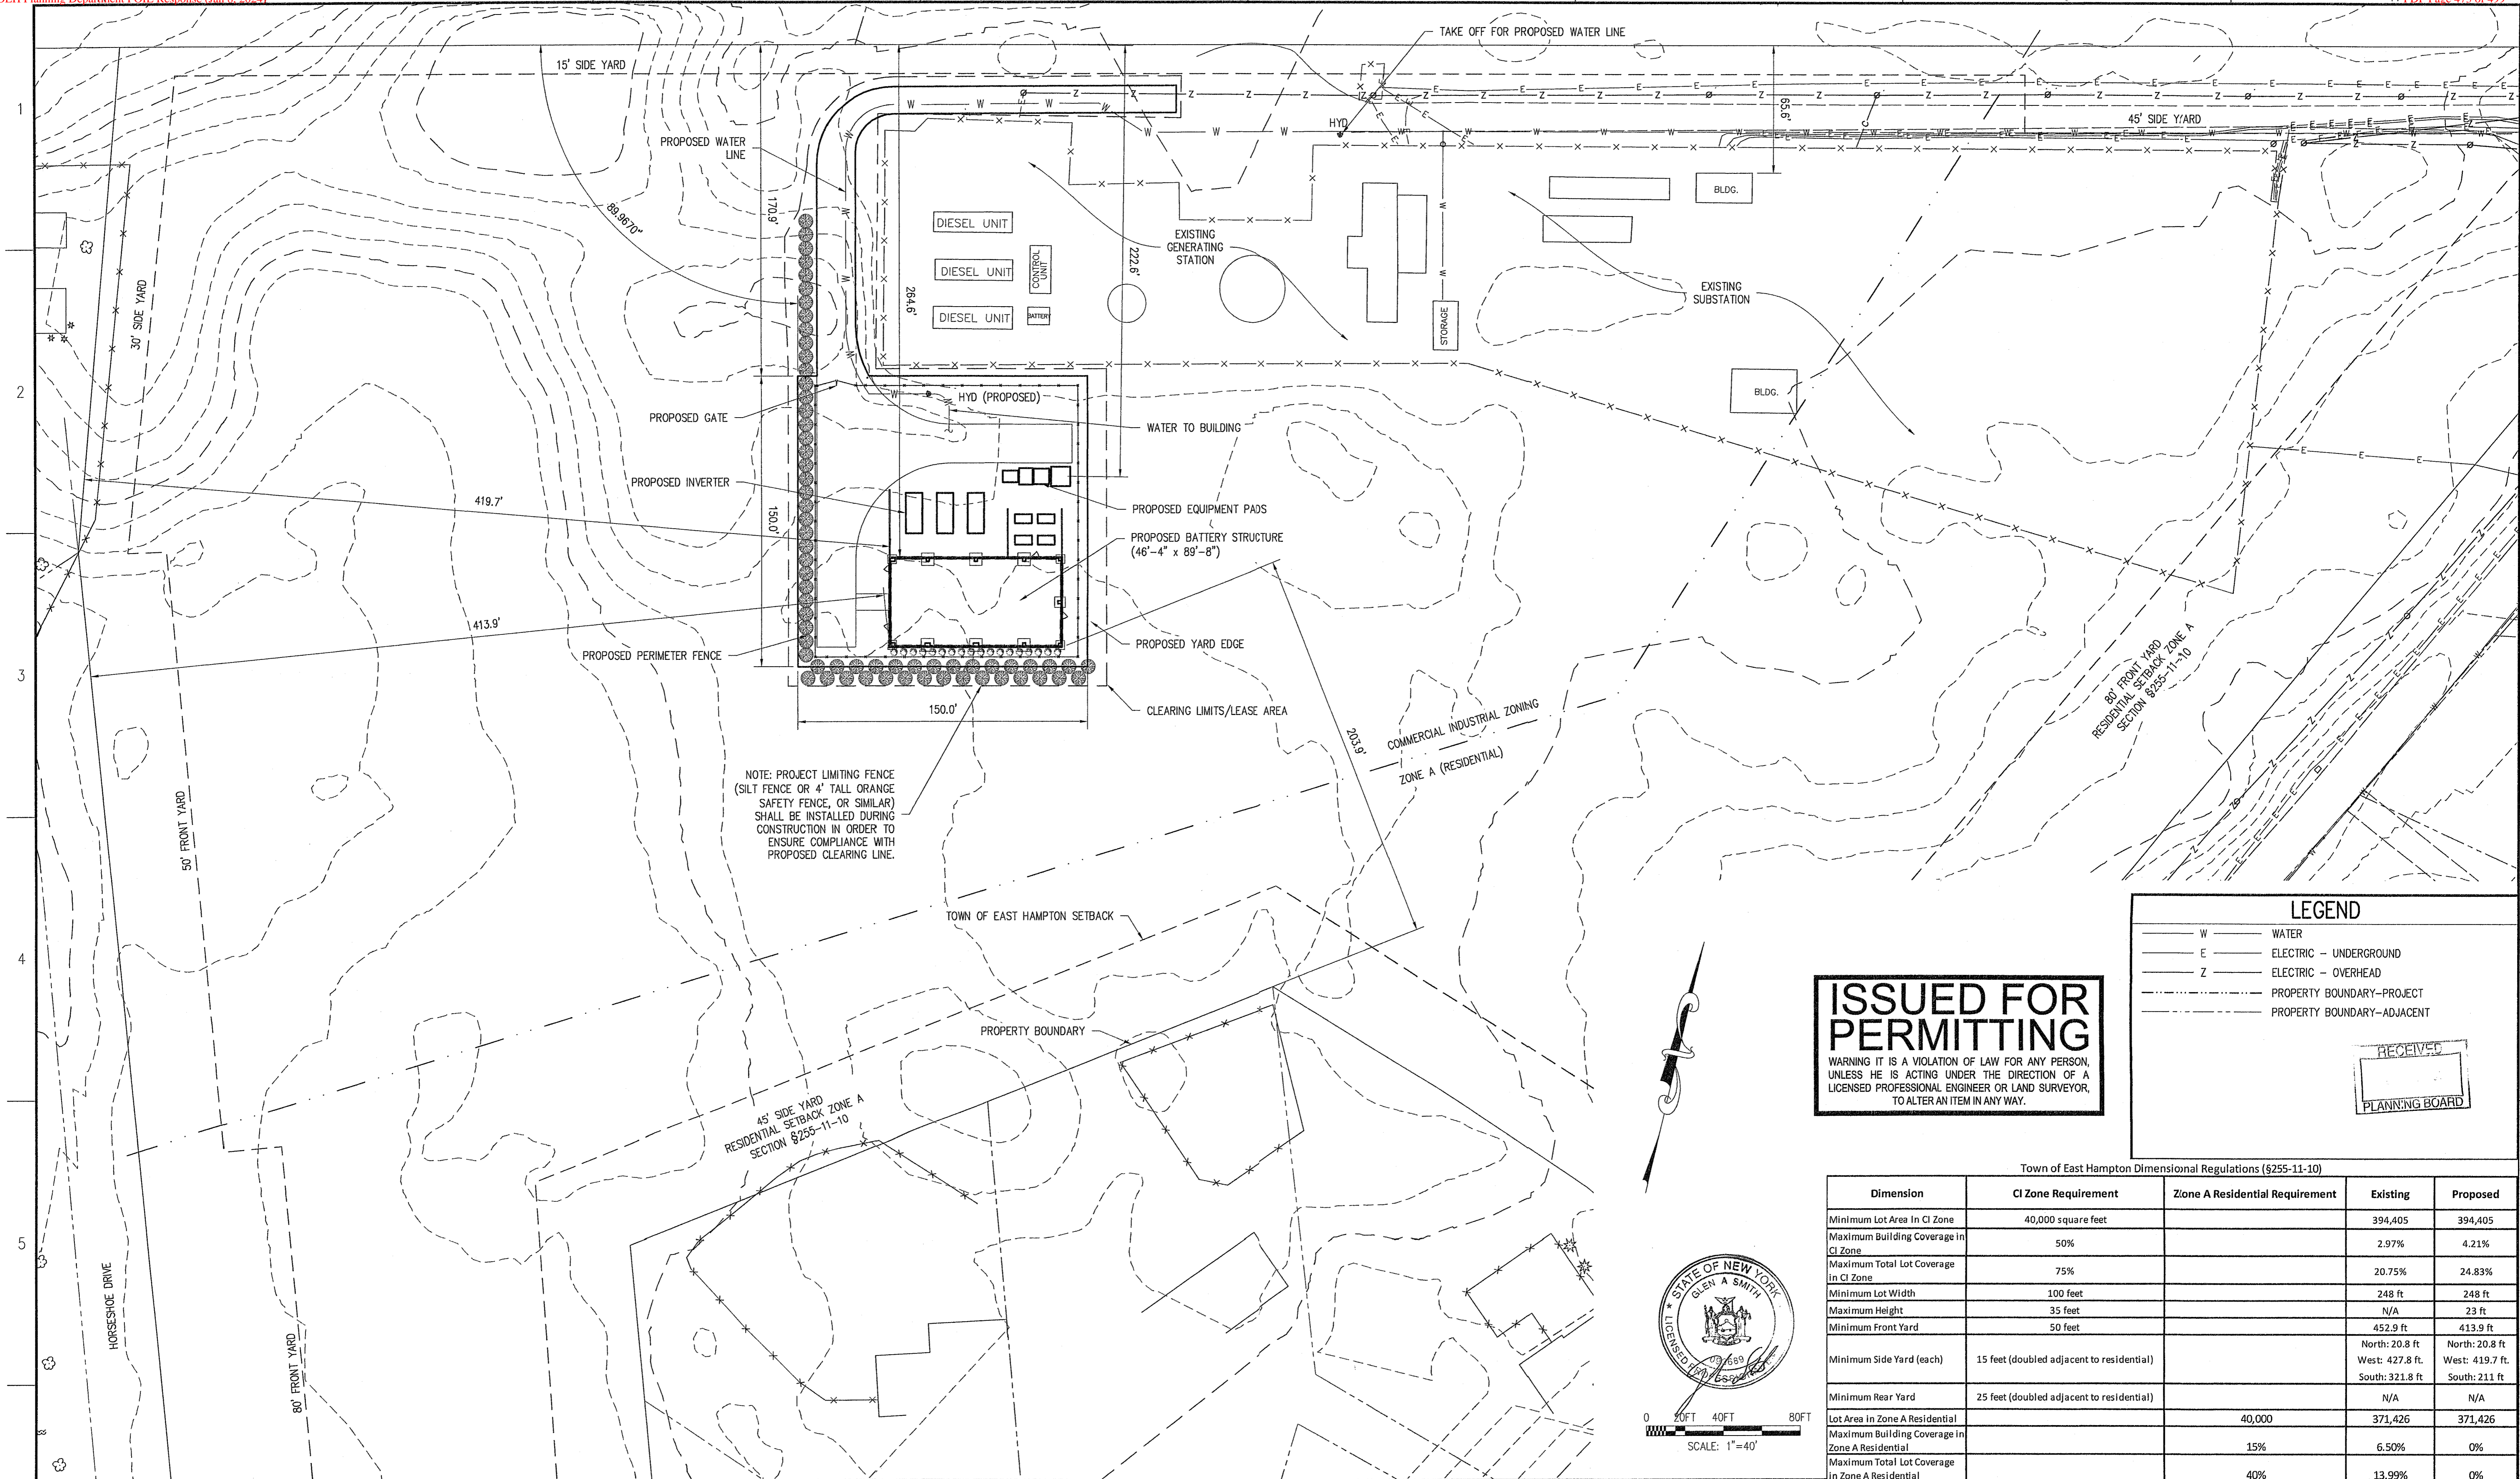 TAKE OFF FOR PROPOSED WATER LINE
15' SIDE YARD
PROPOSED WATER
LINE
HYD
65.6'
45' SIDE YARD
BLDG.
89.9670"
170.9'
DIESEL UNIT
DIESEL UNIT
DIESEL UNIT
CONTROL
UNIT
BATTERY
264.6'
222.6'
EXISTING
GENERATING
STATION
EXISTING
SUBSTATION
STORAGE
BLDG.
30' SIDE YARD
PROPOSED GATE
HYD (PROPOSED)
WATER TO BUILDING
PROPOSED INVERTER
419.7'
150.0'
PROPOSED EQUIPMENT PADS
PROPOSED BATTERY STRUCTURE
(46'-4" x 89'-8")
413.9'
PROPOSED PERIMETER FENCE
PROPOSED YARD EDGE
150.0'
CLEARING LIMITS/LEASE AREA
203.9'
COMMERCIAL INDUSTRIAL ZONING
ZONE A (RESIDENTIAL)
80' FRONT YARD
RESIDENTIAL SETBACK ZONE A
SECTION §255-11-10
NOTE: PROJECT LIMITING FENCE
(SILT FENCE OR 4' TALL ORANGE
SAFETY FENCE, OR SIMILAR)
SHALL BE INSTALLED DURING
CONSTRUCTION IN ORDER TO
ENSURE COMPLIANCE WITH
PROPOSED CLEARING LINE.
50' FRONT YARD
TOWN OF EAST HAMPTON SETBACK
PROPERTY BOUNDARY
45' SIDE YARD
RESIDENTIAL SETBACK ZONE A
SECTION §255-11-10
HORSESHOE DRIVE
80' FRONT YARD
1
2
3
4
5
LEGEND
W WATER
E ELECTRIC - UNDERGROUND
Z ELECTRIC - OVERHEAD
PROPERTY BOUNDARY-PROJECT
PROPERTY BOUNDARY-ADJACENT
RECEIVED
PLANNING BOARD
ISSUED FOR
PERMITTING
WARNING IT IS A VIOLATION OF LAW FOR ANY PERSON,
UNLESS HE IS ACTING UNDER THE DIRECTION OF A
LICENSED PROFESSIONAL ENGINEER OR LAND SURVEYOR,
TO ALTER AN ITEM IN ANY WAY.
STATE OF NEW YORK
GLEN A SMITH
LICENSED
0 20FT 40FT 80FT
SCALE: 1"=40'
Town of East Hampton Dimensional Regulations (§255-11-10)
Dimension CI Zone Requirement Zone A Residential Requirement Existing Proposed
Minimum Lot Area in CI Zone 40,000 square feet 394,405 394,405
Maximum Building Coverage in
CI Zone 50% 2.97% 4.21%
Maximum Total Lot Coverage
in CI Zone 75% 20.75% 24.83%
Minimum Lot Width 100 feet 248 ft 248 ft
Maximum Height 35 feet N/A 23 ft
Minimum Front Yard 50 feet 452.9 ft 413.9 ft
North: 20.8 ft North: 20.8 ft
Minimum Side Yard (each) 15 feet (doubled adjacent to residential) West: 427.8 ft. West: 419.7 ft.
South: 321.8 ft South: 211 ft
Minimum Rear Yard 25 feet (doubled adjacent to residential) N/A N/A
Lot Area in Zone A Residential 40,000 371,426 371,426
Maximum Building Coverage in
Zone A Residential 15% 6.50% 0%
Maximum Total Lot Coverage
in Zone A Residential 40% 13.99% 0%